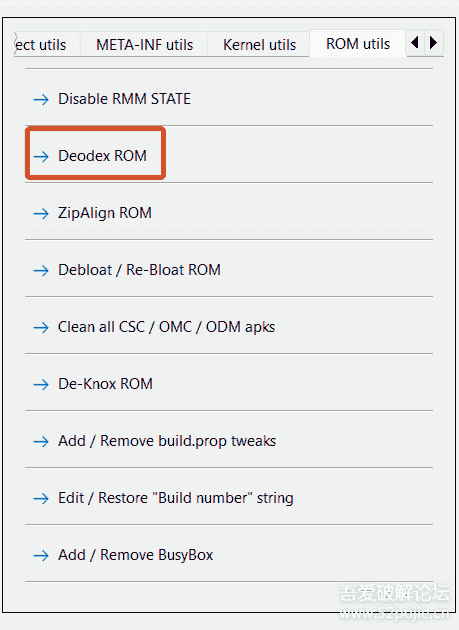 ect utils META-INF utils Kernel utils ROM utils
Disable RMM STATE
Deodex ROM
ZipAlign ROM
Debloat / Re-Bloat ROM
Clean all CSC / OMC / ODM apks
De-Knox ROM
Add / Remove build.prop tweaks
Edit / Restore "Build number" string
Add / Remove BusyBox
吾爱破解论坛
www.52pojie.cn